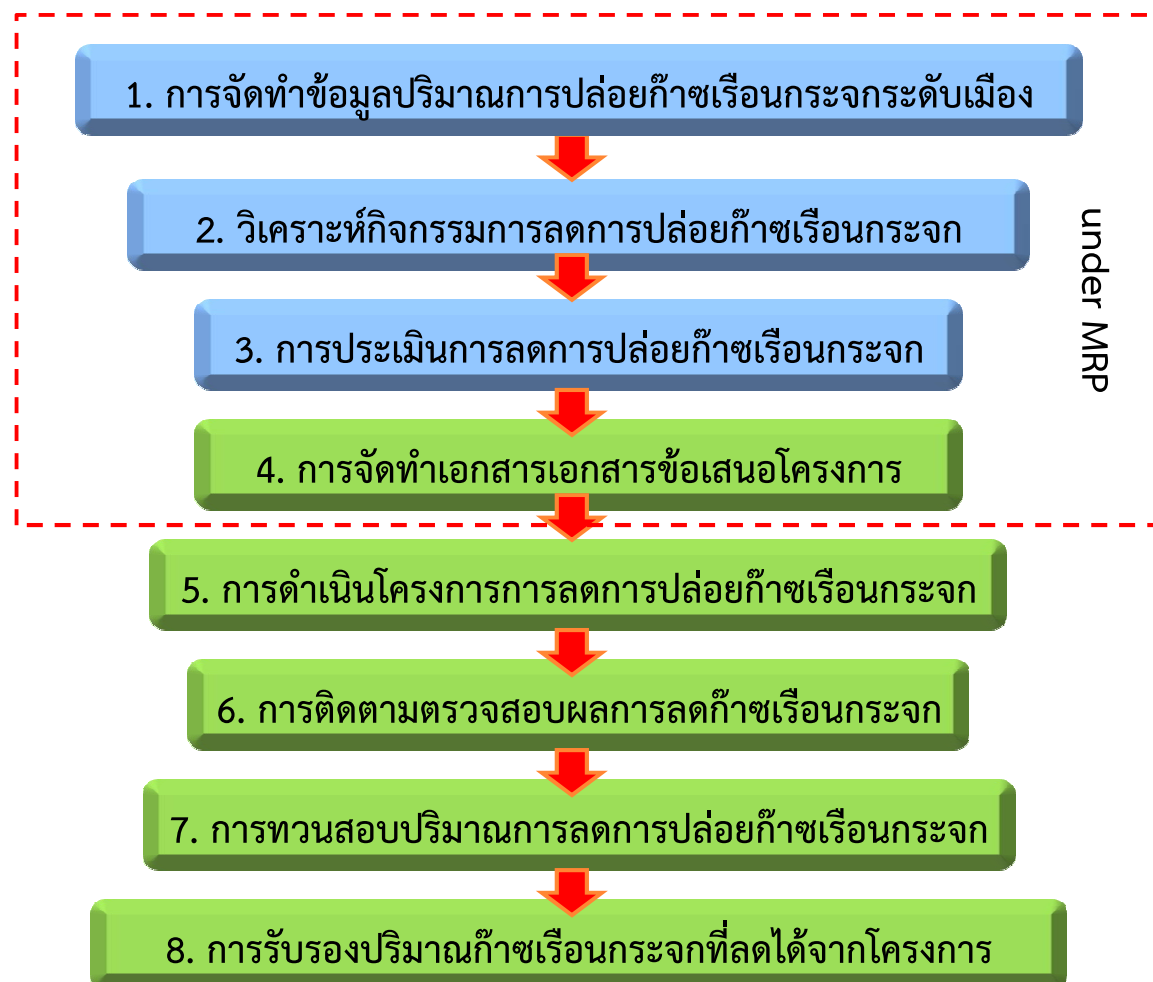 1. การจัดทำข้อมูลปริมาณการปล่อยก๊าซเรือนกระจกระดับเมือง
2. วิเคราะห์กิจกรรมการลดการปล่อยก๊าซเรือนกระจก
3. การประเมินการลดการปล่อยก๊าซเรือนกระจก
4. การจัดทำเอกสารเอกสารข้อเสนอโครงการ
under MRP
5. การดำเนินโครงการการลดการปล่อยก๊าซเรือนกระจก
6. การติดตามตรวจสอบผลการลดก๊าซเรือนกระจก
7. การทวนสอบปริมาณการลดการปล่อยก๊าซเรือนกระจก
8. การรับรองปริมาณก๊าซเรือนกระจกที่ลดได้จากโครงการ